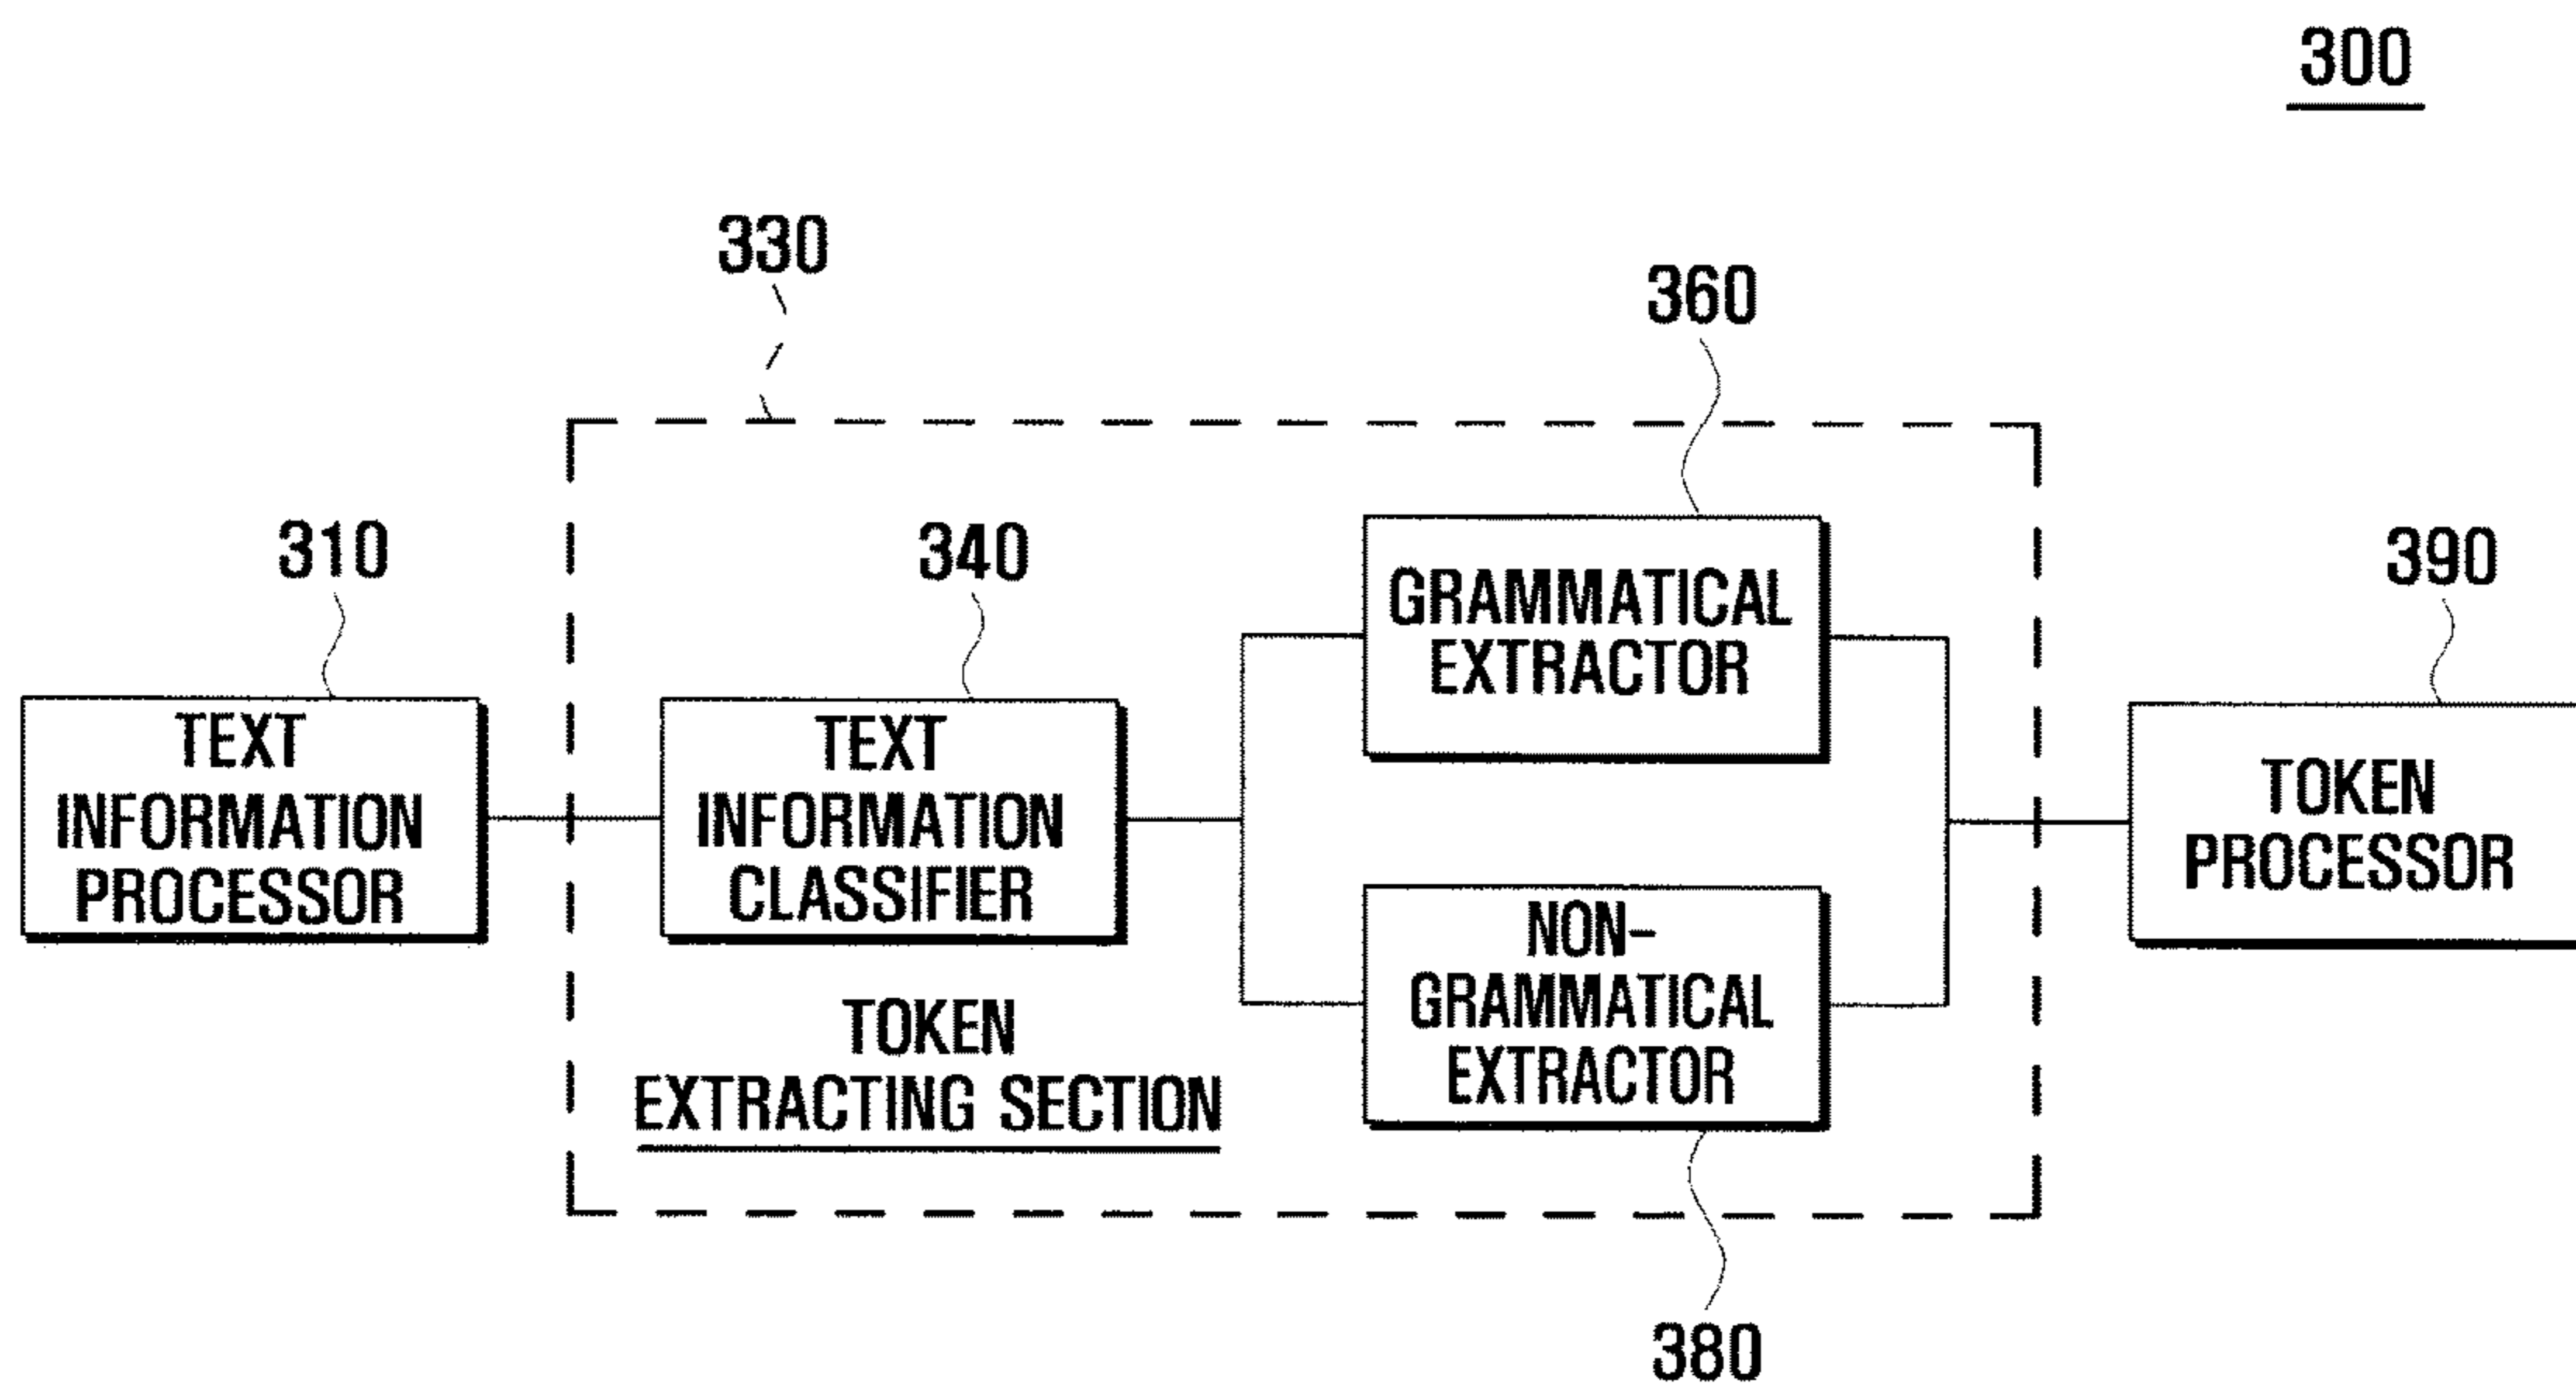 300
330
360
310
340
390
TEXT
INFORMATION
PROCESSOR
TEXT
INFORMATION
CLASSIFIER
GRAMMATICAL
EXTRACTOR
TOKEN
PROCESSOR
NON-
GRAMMATICAL
EXTRACTOR
TOKEN
EXTRACTING SECTION
380